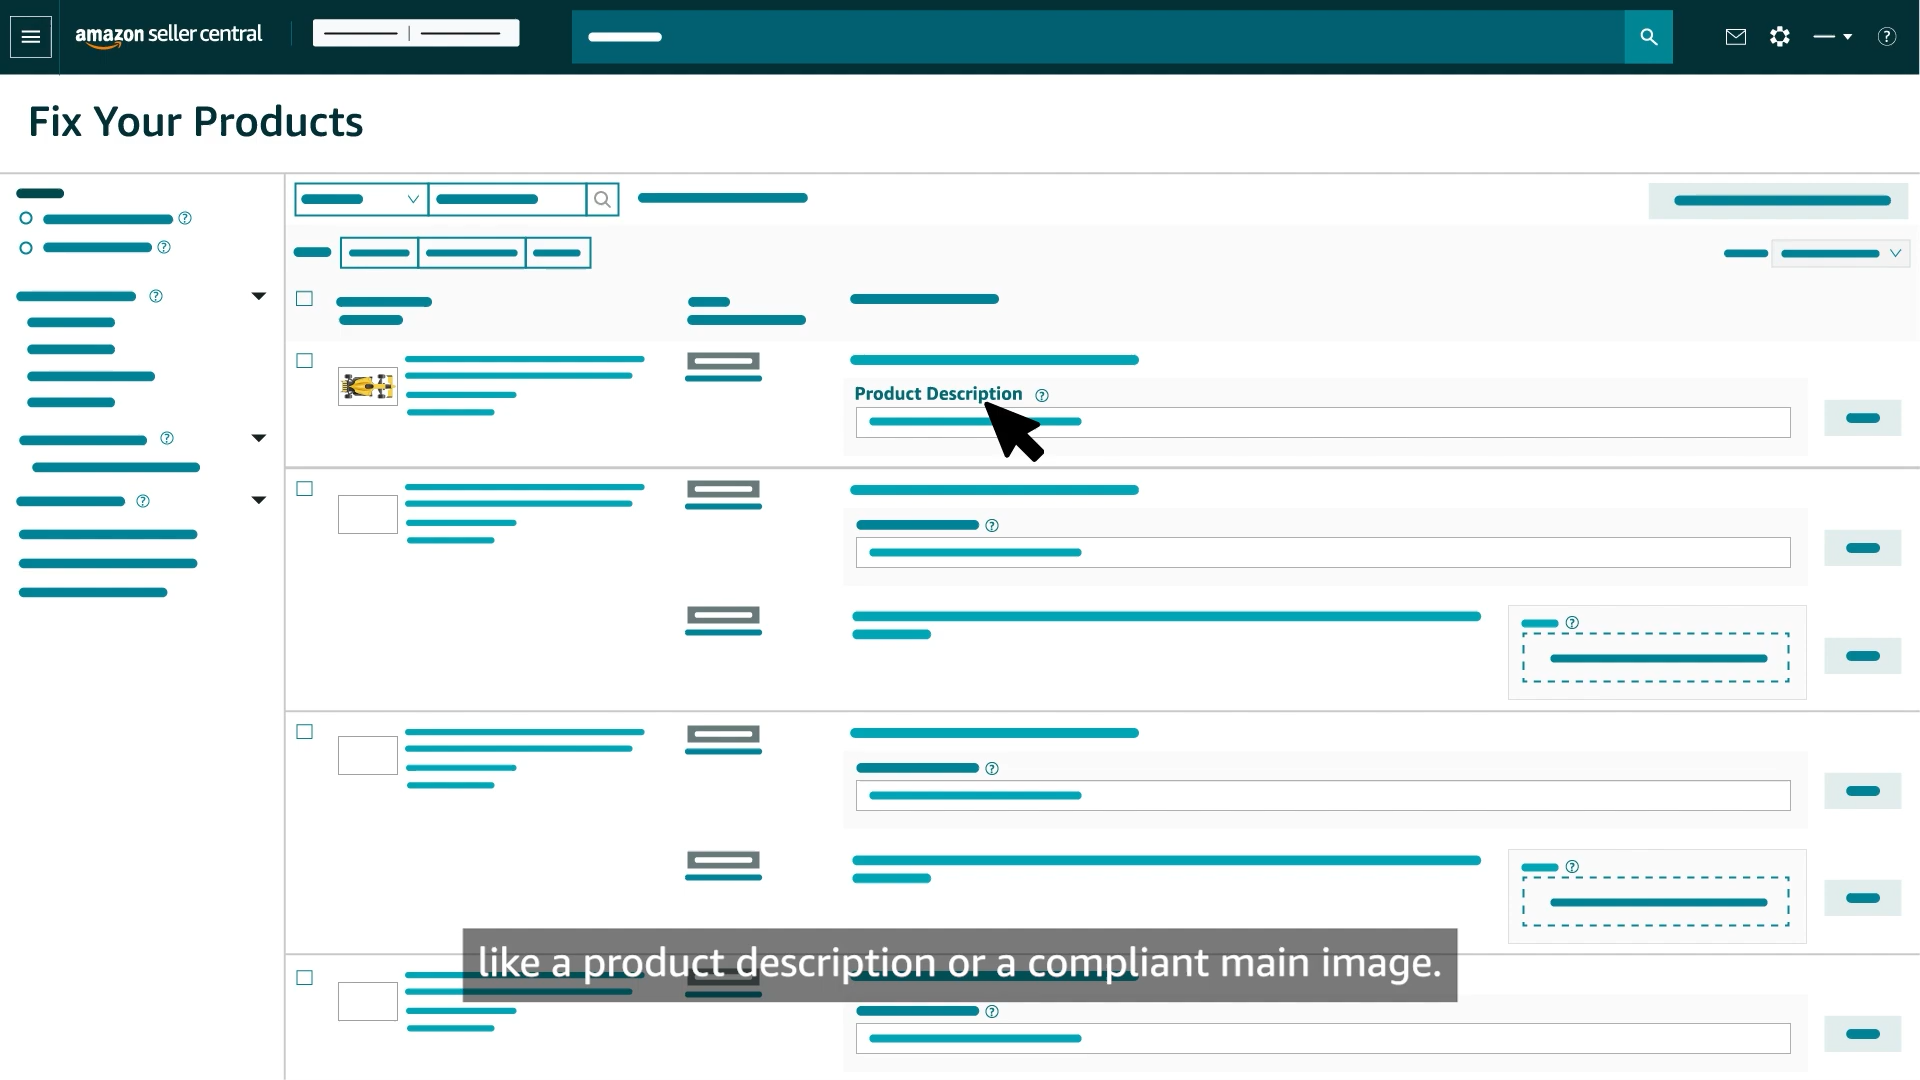 amazon seller central
Fix Your Products
Product Description
like a product description or a compliant main image.